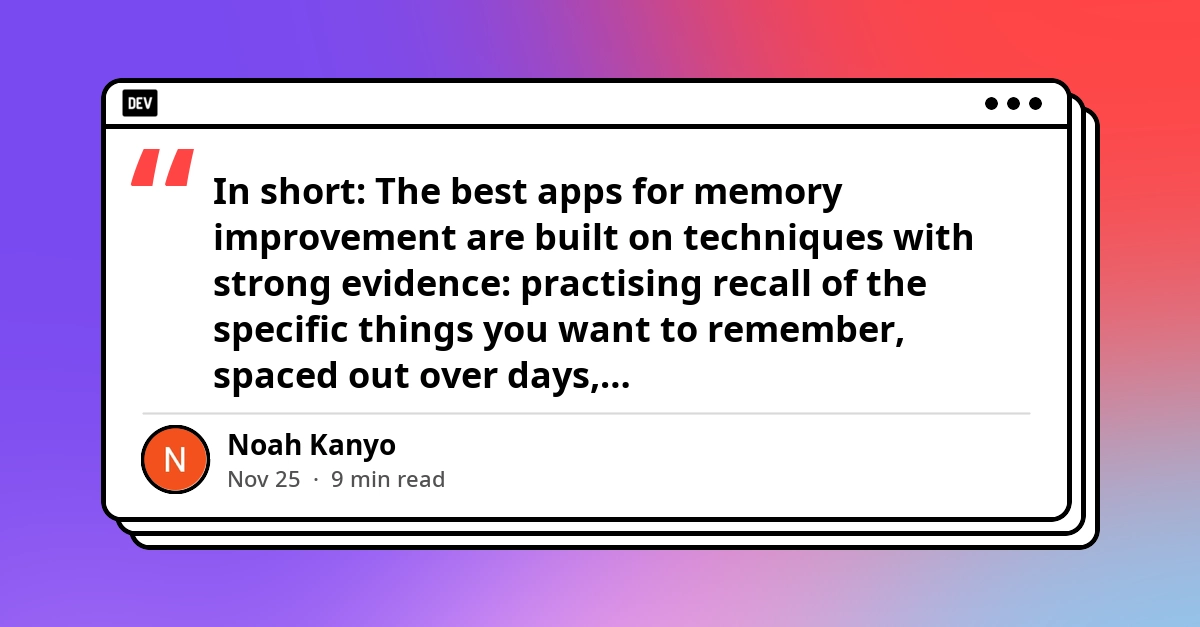 DEV
In short: The best apps for memory
improvement are built on techniques with
strong evidence: practising recall of the
specific things you want to remember,
spaced out over days,...
N
Noah Kanyo
Nov 25 · 9 min read